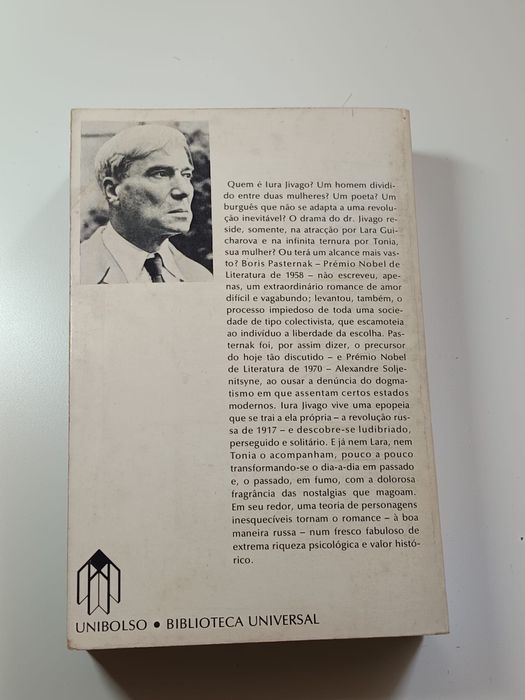 Quem é Iura Jivago? Um homem dividi-
do entre duas mulheres? Um poeta? Um
burguês que não se adapta a uma revolu-
ção inevitável? O drama do dr. Jivago re-
side, somente, na atracção por Lara Gui-
charova e na infinita ternura por Tonia,
sua mulher? Ou terá um alcance mais vas-
to? Boris Pasternak – Prémio Nobel de
Literatura de 1958 – não escreveu, ape-
nas, um extraordinário romance de amor
difícil e vagabundo; levantou, também, o
processo impiedoso de toda uma socie-
dade de tipo colectivista, que escamoteia
ao indivíduo a liberdade da escolha. Pas-
ternak foi, por assim dizer, o precursor
do hoje tão discutido – e Prémio Nobel
de Literatura de 1970 – Alexandre Solje-
nitsyne, ao ousar a denúncia do dogma-
tismo em que assentam certos estados
modernos. Iura Jivago vive uma epopeia
que se trai a ela própria – a revolução rus-
sa de 1917 – e descobre-se ludibriado,
perseguido e solitário. E já nem Lara, nem
Tonia o acompanham, pouco a pouco
transformando-se o dia-a-dia em passado
e, o passado, em fumo, com a dolorosa
fragrância das nostalgias que magoam.
Em seu redor, uma teoria de personagens
inesquecíveis tornam o romance – à boa
maneira russa – num fresco fabuloso de
extrema riqueza psicológica e valor histó-
rico.
UNIBOLSO • BIBLIOTECA UNIVERSAL